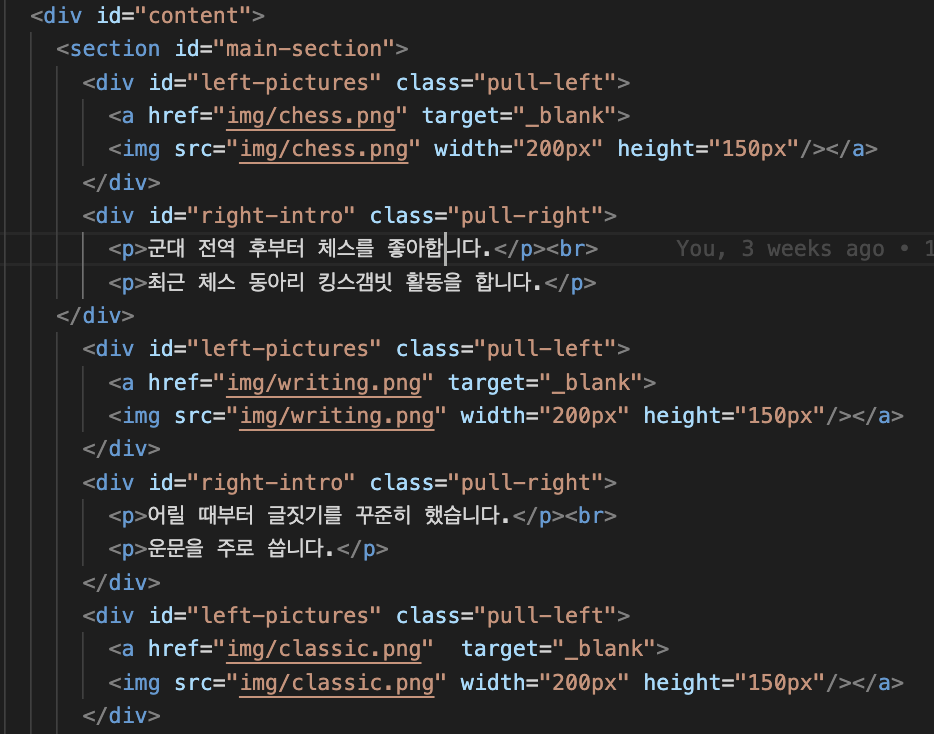 <div id="content">
<section id="main-section">
<div id="left-pictures" class="pull-left">
<a href="img/chess.png" target="_blank">
<img src="img/chess.png" width="200px" height="150px"/></a>
</div>
<div id="right-intro" class="pull-right">
<p>군대 전역 후부터 체스를 좋아합니다.</p><br> You, 3 weeks ago • 1
<p>최근 체스 동아리 킹스갬빗 활동을 합니다.</p>
</div>
<div id="left-pictures" class="pull-left">
<a href="img/writing.png" target="_blank">
<img src="img/writing.png" width="200px" height="150px"/></a>
</div>
<div id="right-intro" class="pull-right">
<p>어릴 때부터 글짓기를 꾸준히 했습니다.</p><br>
<p>운문을 주로 씁니다.</p>
</div>
<div id="left-pictures" class="pull-left">
<a href="img/classic.png"  target="_blank">
<img src="img/classic.png" width="200px" height="150px"/></a>
</div>